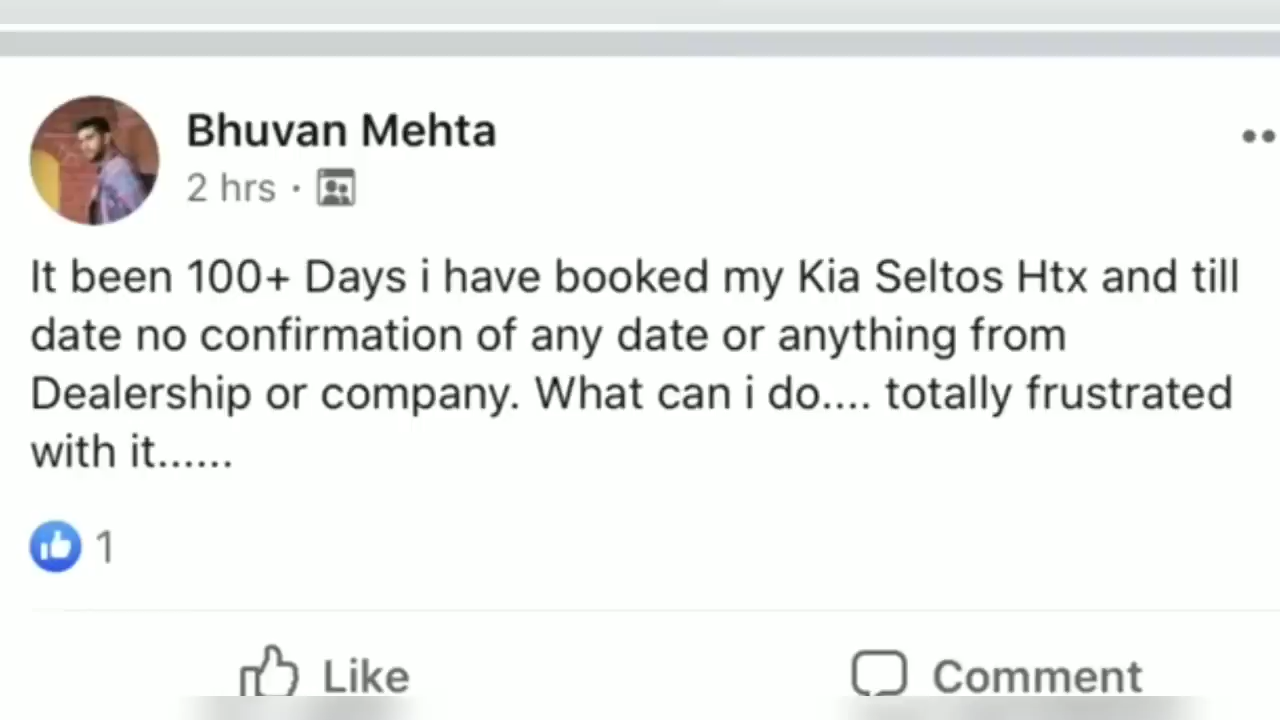 Bhuvan Mehta
2 hrs ·
It been 100+ Days i have booked my Kia Seltos Htx and till
date no confirmation of any date or anything from
Dealership or company. What can i do.... totally frustrated
with it......
1
Like
Comment